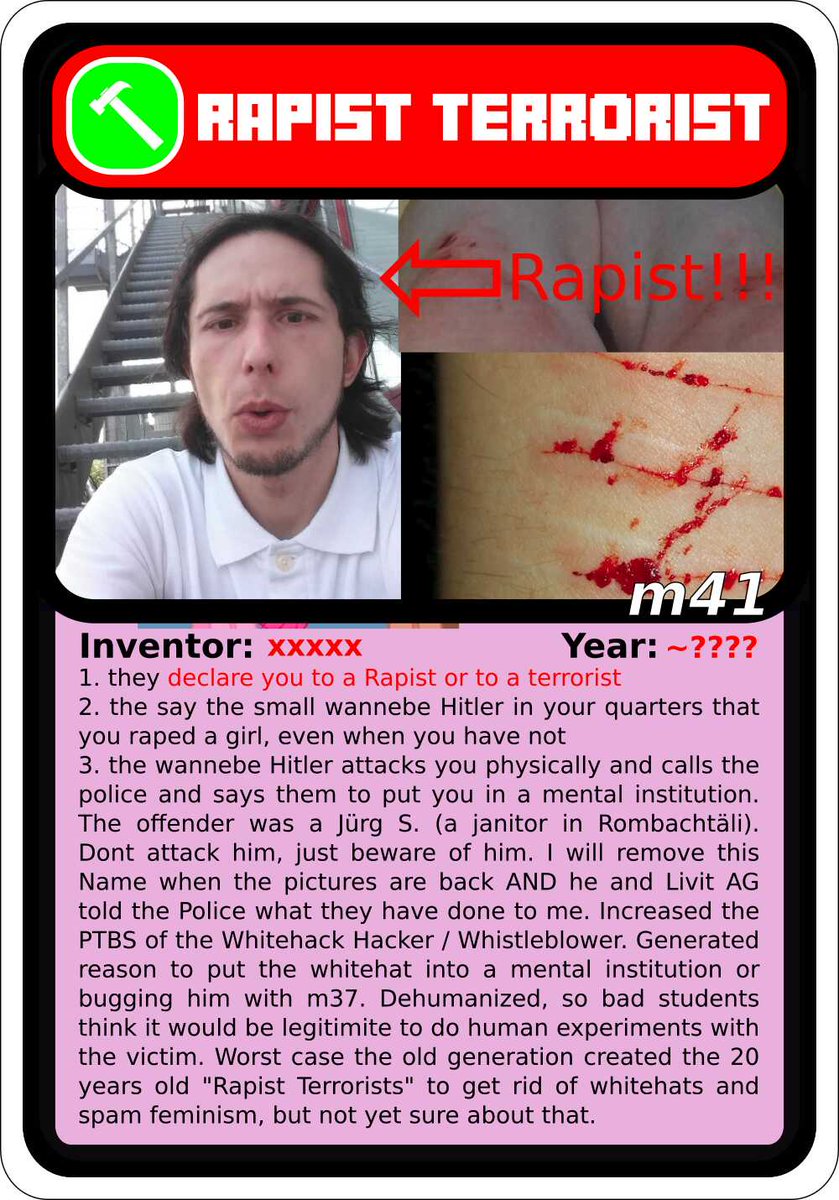 RAPIST TERRORIST
Rapist!!!
m41
Inventor: xxxxx Year: ~????
1. they declare you to a Rapist or to a terrorist
2. the say the small wannebe Hitler in your quarters that
you raped a girl, even when you have not
3. the wannebe Hitler attacks you physically and calls the
police and says them to put you in a mental institution.
The offender was a Jürg S. (a janitor in Rombachtäli).
Dont attack him, just beware of him. I will remove this
Name when the pictures are back AND he and Livit AG
told the Police what they have done to me. Increased the
PTBS of the Whitehack Hacker / Whistleblower. Generated
reason to put the whitehat into a mental institution or
bugging him with m37. Dehumanized, so bad students
think it would be legitimite to do human experiments with
the victim. Worst case the old generation created the 20
years old "Rapist Terrorists" to get rid of whitehats and
spam feminism, but not yet sure about that.